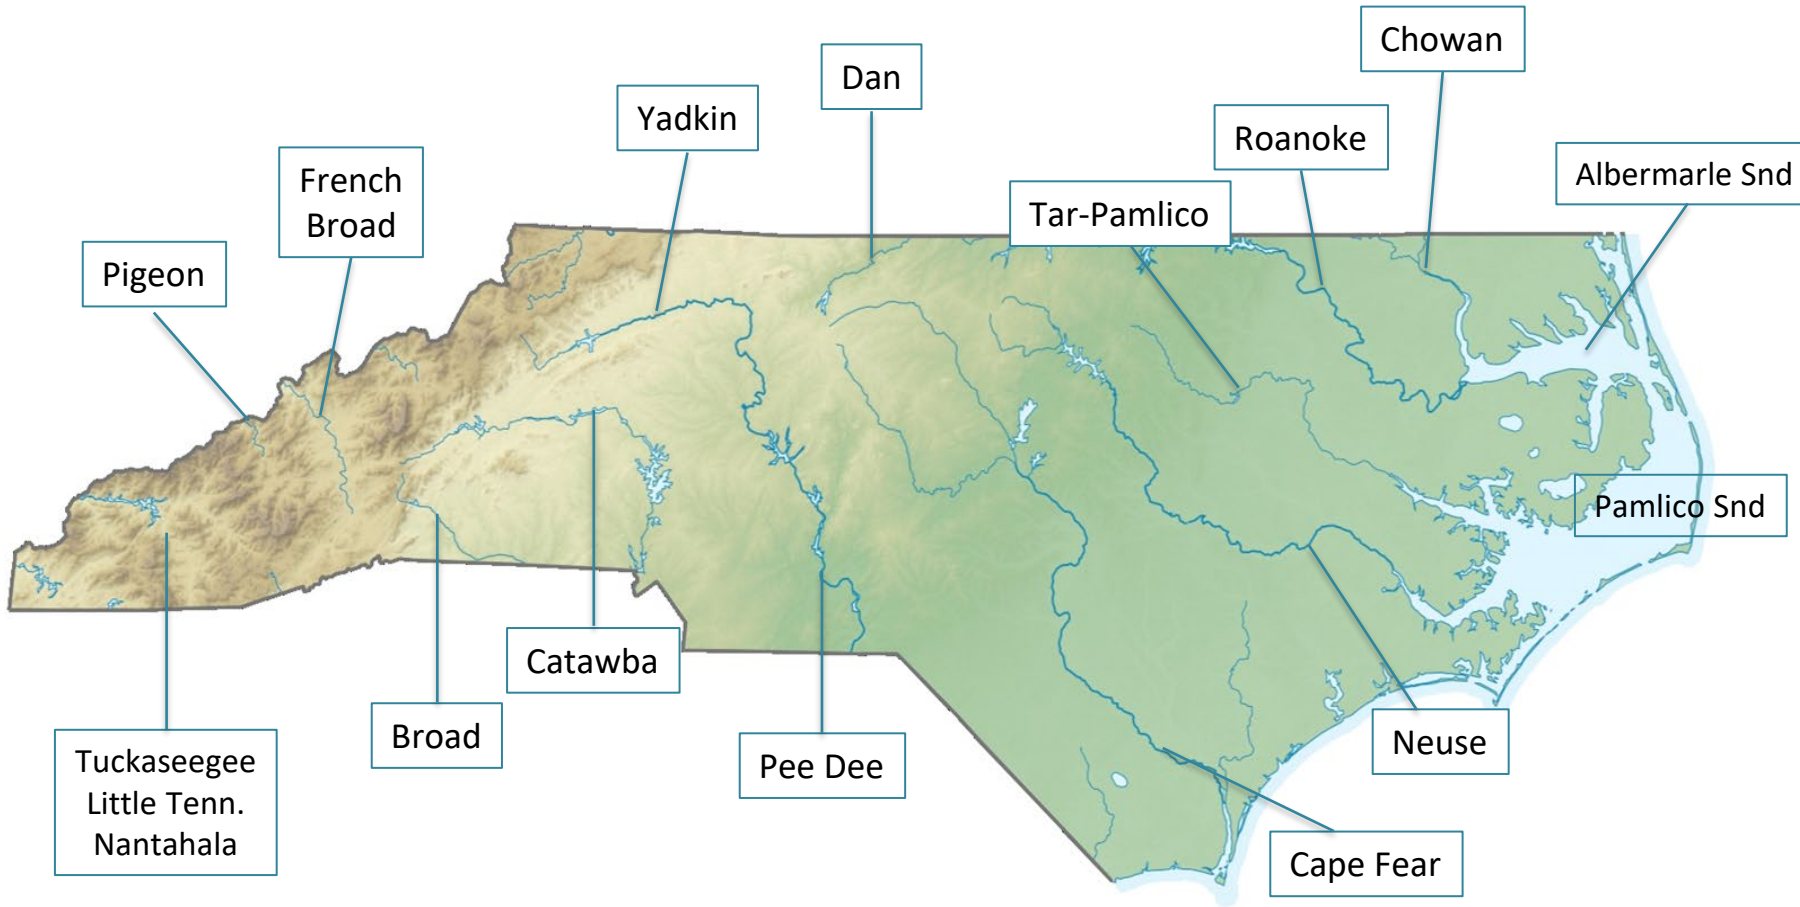 Chowan
Dan
Yadkin
Roanoke
French
Broad
Albermarle Snd
Tar-Pamlico
Pigeon
Pamlico Snd
Catawba
Broad
Neuse
Pee Dee
Tuckaseegee
Little Tenn.
Nantahala
Cape Fear